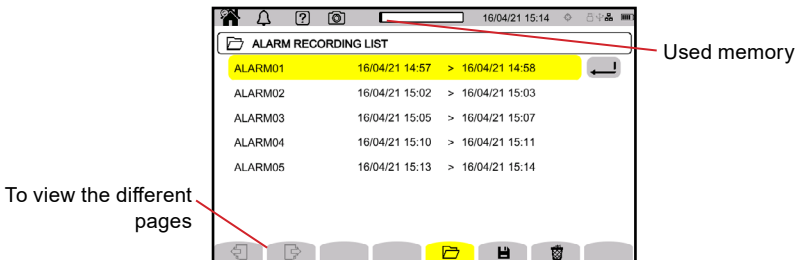 ?
16/04/21 15:14
ALARM RECORDING LIST
Used memory
ALARM01 16/04/21 14:57 > 16/04/21 14:58
ALARM02 16/04/21 15:02 > 16/04/21 15:03
ALARM03 16/04/21 15:05 > 16/04/21 15:07
ALARM04 16/04/21 15:10 > 16/04/21 15:11
ALARM05 16/04/21 15:13 > 16/04/21 15:14
To view the different
pages